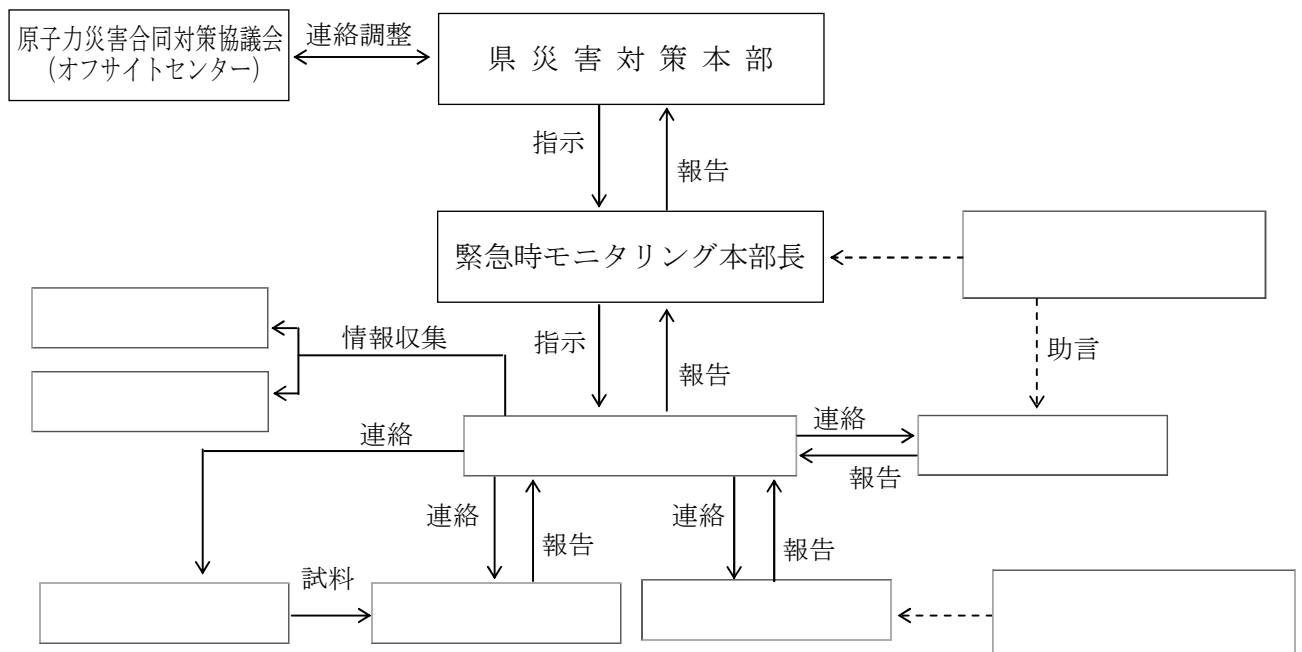 原子力災害合同対策協議会
（オフサイトセンター）
連絡調整
県災害対策本部
指示
報告
緊急時モニタリング本部長
情報収集
指示
報告
助言
連絡
連絡
報告
連絡
報告
連絡
報告
試料